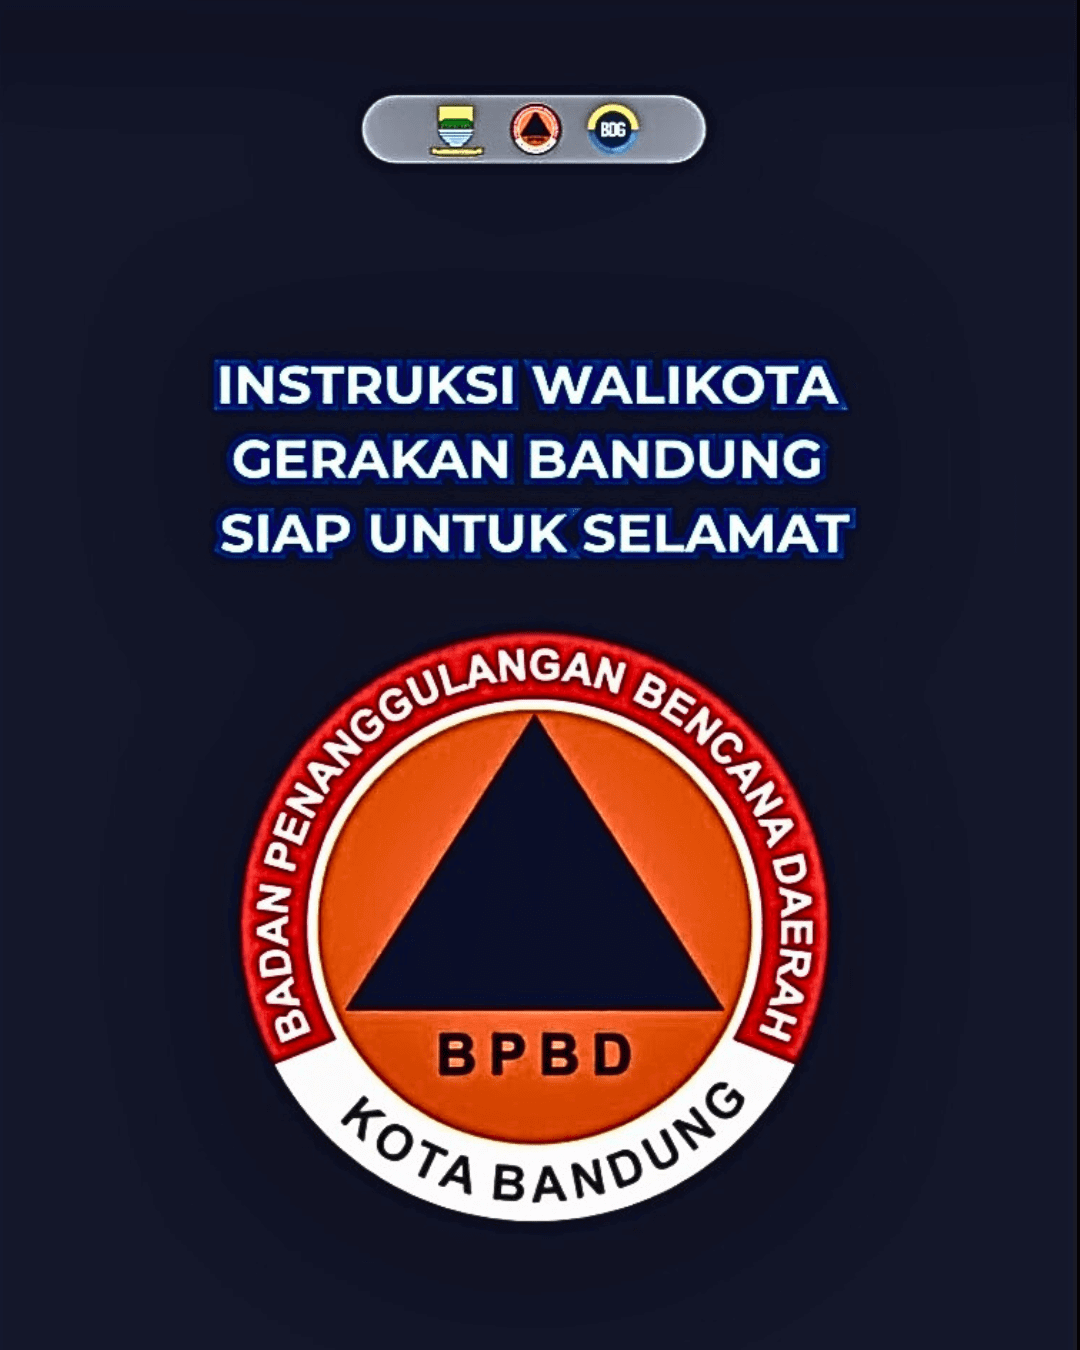 BDG
INSTRUKSI WALIKOTA
GERAKAN BANDUNG
SIAP UNTUK SELAMAT
BADAN PENANGGULANGAN BENCANA DAERAH
BPBD
KOTA BANDUNG